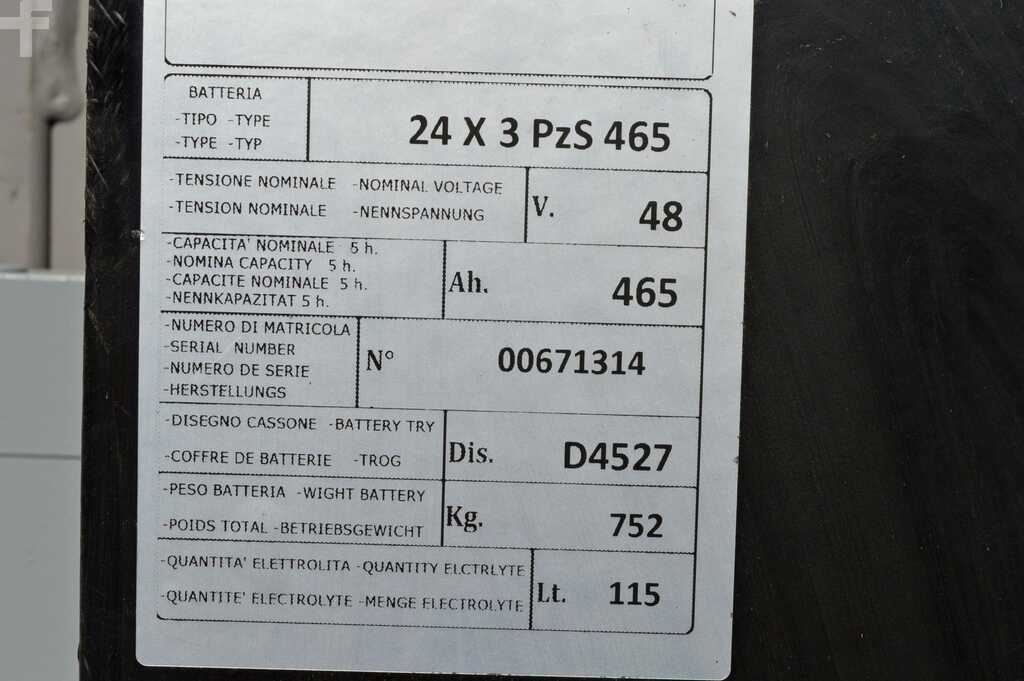 BATTERIA
-TIPO -TYPE
-TYPE -TYP
24 X 3 PzS 465
-TENSIONE NOMINALE -NOMINAL VOLTAGE
-TENSION NOMINALE -NENNSPANNUNG
V. 48
-CAPACITA' NOMINALE 5 h.
-NOMINA CAPACITY 5 h.
-CAPACITE NOMINALE 5 h.
-NENNKAPAZITAT 5 h.
Ah. 465
-NUMERO DI MATRICOLA
-SERIAL NUMBER
-NUMERO DE SERIE
-HERSTELLUNGS
N° 00671314
-DISEGNO CASSONE -BATTERY TRY
-COFFRE DE BATTERIE -TROG
Dis. D4527
-PESO BATTERIA -WIGHT BATTERY
-POIDS TOTAL -BETRIEBSGEWICHT
Kg. 752
-QUANTITA' ELETTROLITA -QUANTITY ELCTRLYTE
-QUANTITE' ELECTROLYTE -MENGE ELECTROLYTE
Lt. 115